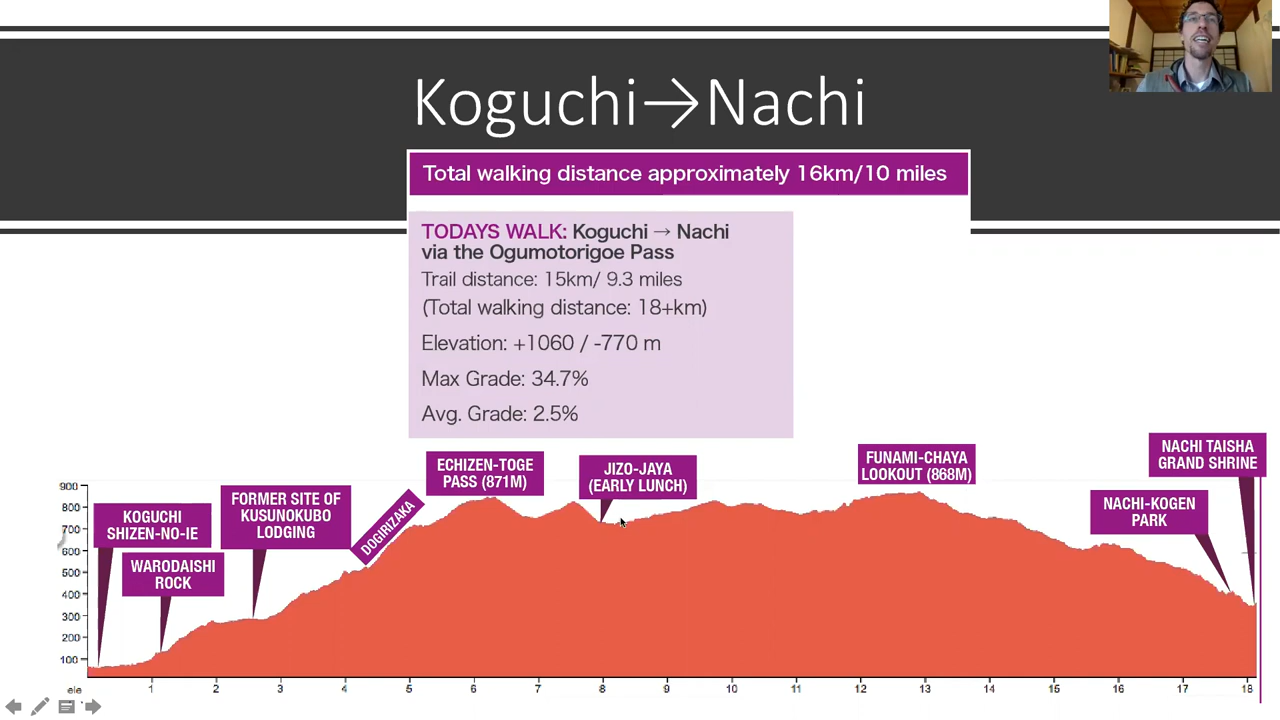 Koguchi→Nachi
Total walking distance approximately 16km/10 miles
TODAYS WALK: Koguchi → Nachi
via the Ogumotorigoe Pass
Trail distance: 15km/ 9.3 miles
(Total walking distance: 18+km)
Elevation: +1060 / -770 m
Max Grade: 34.7%
Avg. Grade: 2.5%
KOGUCHI
SHIZEN-NO-IE
WARODAISHI
ROCK
FORMER SITE OF
KUSUNOKUBO
LODGING
DOGIRIZAKA
ECHIZEN-TOGE
PASS (871M)
JIZO-JAYA
(EARLY LUNCH)
FUNAMI-CHAYA
LOOKOUT (868M)
NACHI-KOGEN
PARK
NACHI TAISHA
GRAND SHRINE
900
800
700
600
500
400
300
200
100
ele
1 2 3 4 5 6 7 8 9 10 11 12 13 14 15 16 17 18